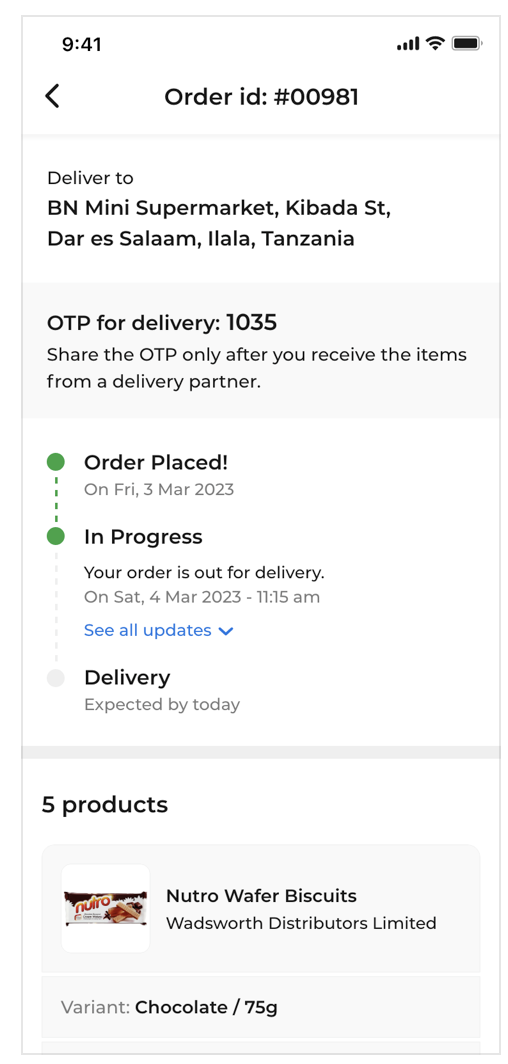 9:41
Order id: #00981
Deliver to
BN Mini Supermarket, Kibada St,
Dar es Salaam, Ilala, Tanzania
OTP for delivery: 1035
Share the OTP only after you receive the items
from a delivery partner.
Order Placed!
On Fri, 3 Mar 2023
In Progress
Your order is out for delivery.
On Sat, 4 Mar 2023 - 11:15 am
See all updates
Delivery
Expected by today
5 products
nutro
Nutro Wafer Biscuits
Wadsworth Distributors Limited
Variant: Chocolate / 75g